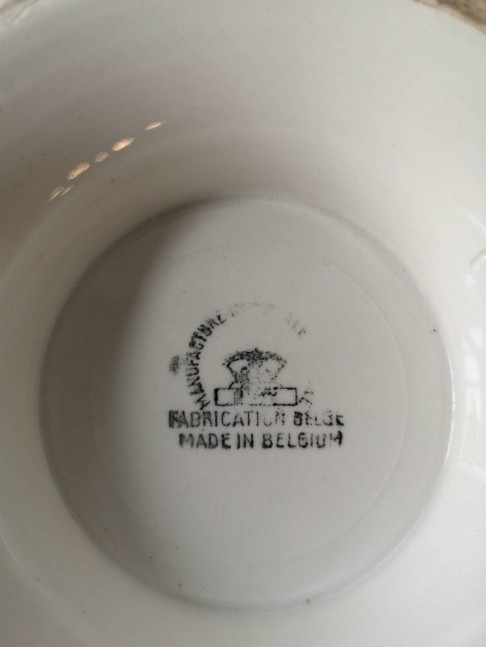 MANUFACTURE
FABRICATION BELGE
MADE IN BELGIUM